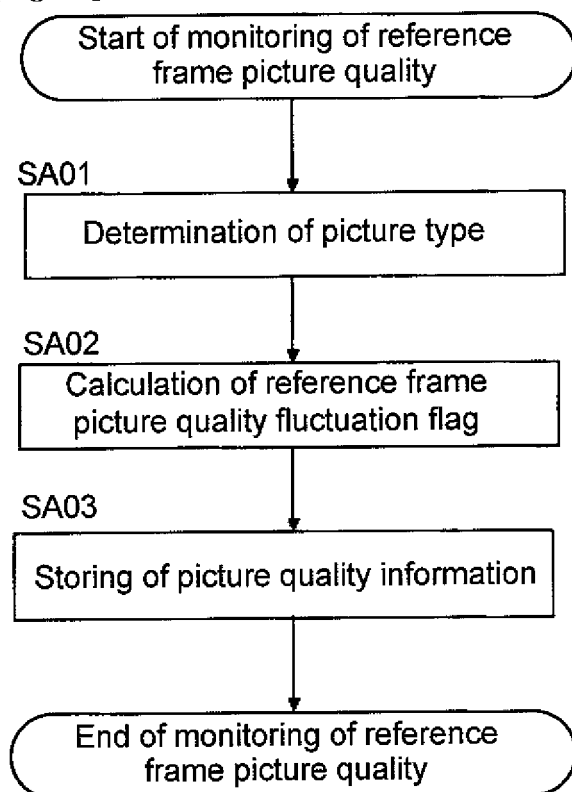 Start of monitoring of reference
frame picture quality
SA01
Determination of picture type
SA02
Calculation of reference frame
picture quality fluctuation flag
SA03
Storing of picture quality information
End of monitoring of reference
frame picture quality